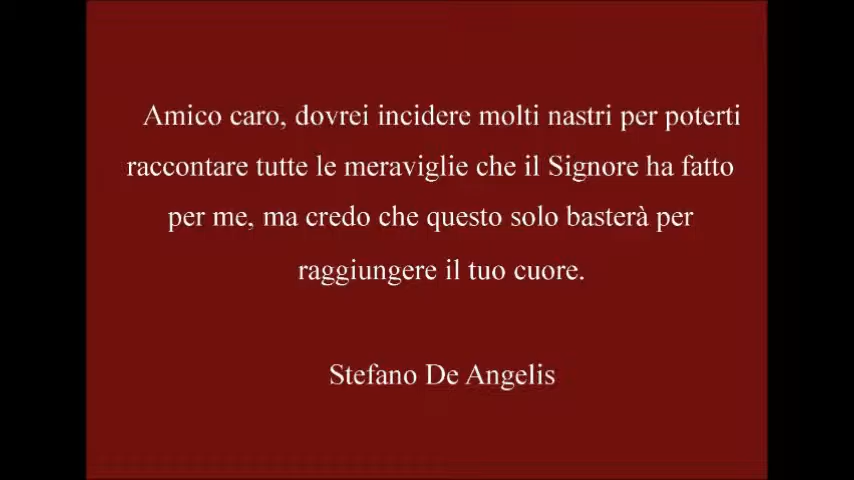 Amico caro, dovrei incidere molti nastri per poterti
raccontare tutte le meraviglie che il Signore ha fatto
per me, ma credo che questo solo basterà per
raggiungere il tuo cuore.
Stefano De Angelis